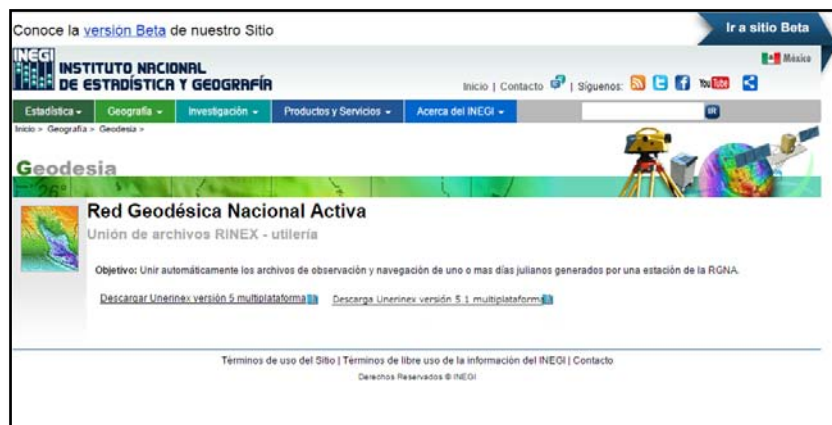 Conoce la versión Beta de nuestro Sitio
Ir a sitio Beta
INEGI
INSTITUTO NACIONAL
DE ESTADÍSTICA Y GEOGRAFÍA
México
Inicio | Contacto | Síguenos: You Tube
Estadística Geografía Investigación Productos y Servicios Acerca del INEGI IR
Inicio > Geografía > Geodesia >
Geodesia
26°
Red Geodésica Nacional Activa
Unión de archivos RINEX - utilería
Objetivo: Unir automáticamente los archivos de observación y navegación de uno o mas días julianos generados por una estación de la RGNA.
Descargar Unerinex versión 5 multiplataforma Descarga Unerinex versión 5.1 multiplataforma
Términos de uso del Sitio | Términos de libre uso de la información del INEGI | Contacto
Derechos Reservados © INEGI